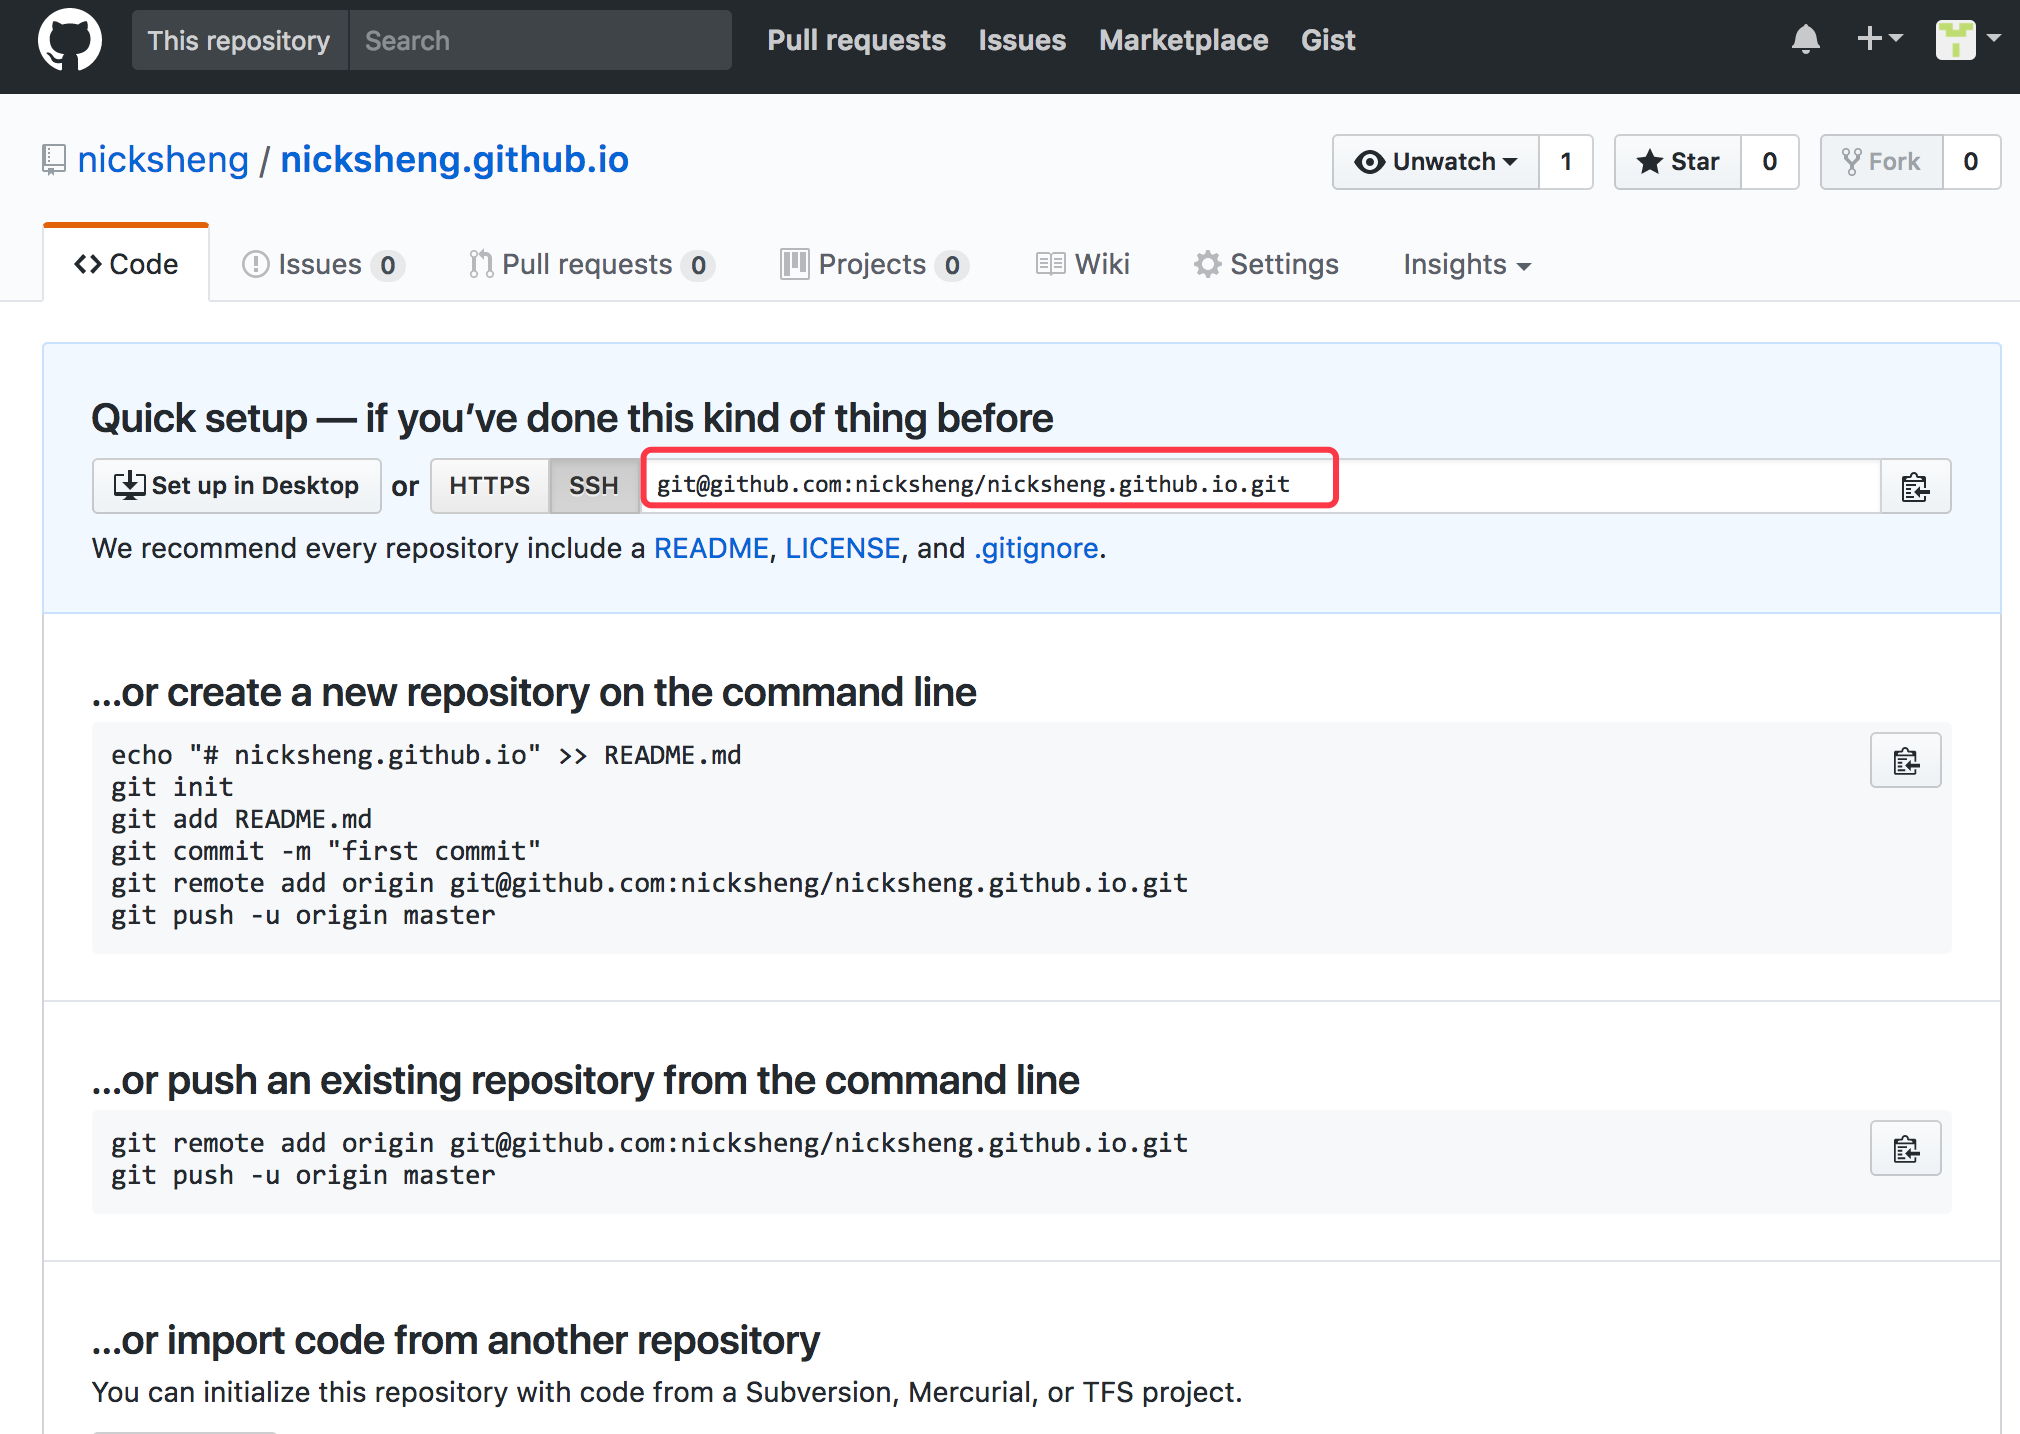 This repository Search Pull requests Issues Marketplace Gist
nicksheng / nicksheng.github.io Unwatch 1 Star 0 Fork 0
Code Issues 0 Pull requests 0 Projects 0 Wiki Settings Insights
Quick setup — if you’ve done this kind of thing before
Set up in Desktop or HTTPS SSH git@github.com:nicksheng/nicksheng.github.io.git
We recommend every repository include a README, LICENSE, and .gitignore.
…or create a new repository on the command line
echo "# nicksheng.github.io" >> README.md
git init
git add README.md
git commit -m "first commit"
git remote add origin git@github.com:nicksheng/nicksheng.github.io.git
git push -u origin master
…or push an existing repository from the command line
git remote add origin git@github.com:nicksheng/nicksheng.github.io.git
git push -u origin master
…or import code from another repository
You can initialize this repository with code from a Subversion, Mercurial, or TFS project.